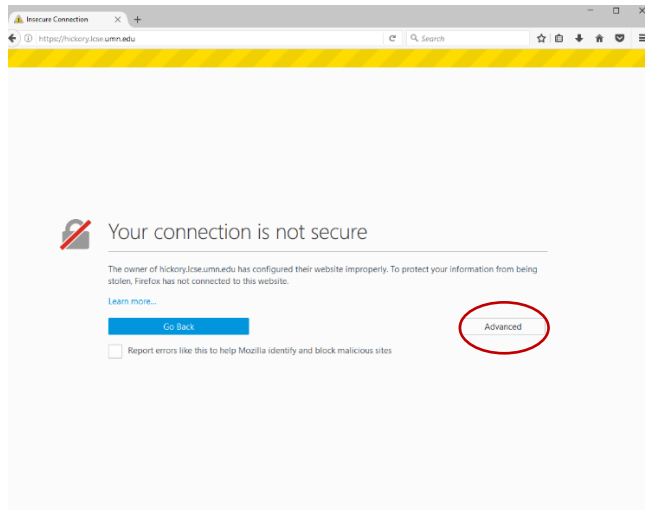 Insecure Connection
https://hickory.lcse.umn.edu
Search
Your connection is not secure
The owner of hickory.lcse.umn.edu has configured their website improperly. To protect your information from being
stolen, Firefox has not connected to this website.
Learn more...
Go Back
Advanced
Report errors like this to help Mozilla identify and block malicious sites